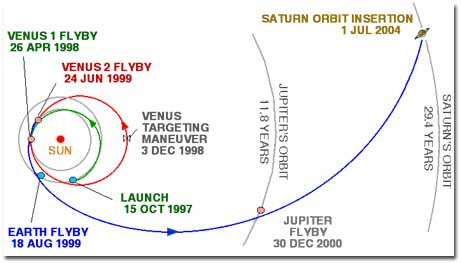 VENUS 1 FLYBY
26 APR 1998
VENUS 2 FLYBY
24 JUN 1999
SATURN ORBIT INSERTION
1 JUL 2004
VENUS
TARGETING
MANEUVER
3 DEC 1998
JUPITER'S ORBIT
11.8 YEARS
SATURN'S ORBIT
29.4 YEARS
SUN
LAUNCH
15 OCT 1997
EARTH FLYBY
18 AUG 1999
JUPITER
FLYBY
30 DEC 2000